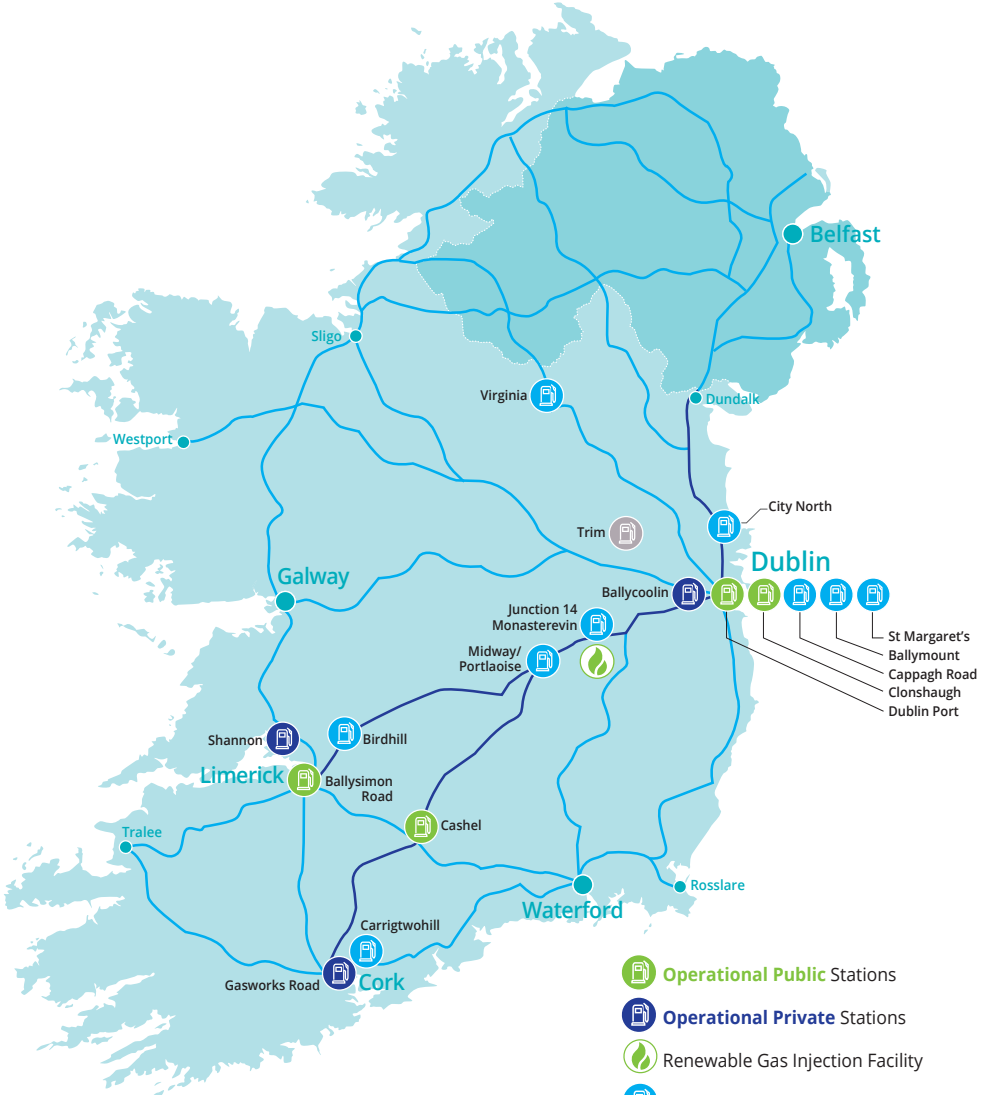 Belfast
Sligo
Virginia
Dundalk
Westport
City North
Trim
Dublin
Galway
Ballycoolin
Junction 14
Monasterevin
St Margaret's
Midway/
Portlaoise
Ballymount
Cappagh Road
Clonshaugh
Dublin Port
Shannon
Birdhill
Limerick
Ballysimon
Road
Cashel
Tralee
Rosslare
Waterford
Carrigtwohill
Gasworks Road
Cork
Operational Public Stations
Operational Private Stations
Renewable Gas Injection Facility